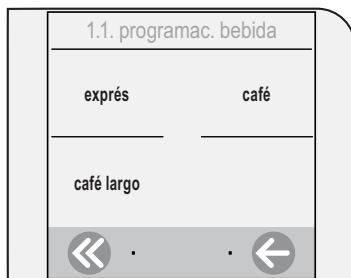 1.1. programac. bebida
exprés café
café largo